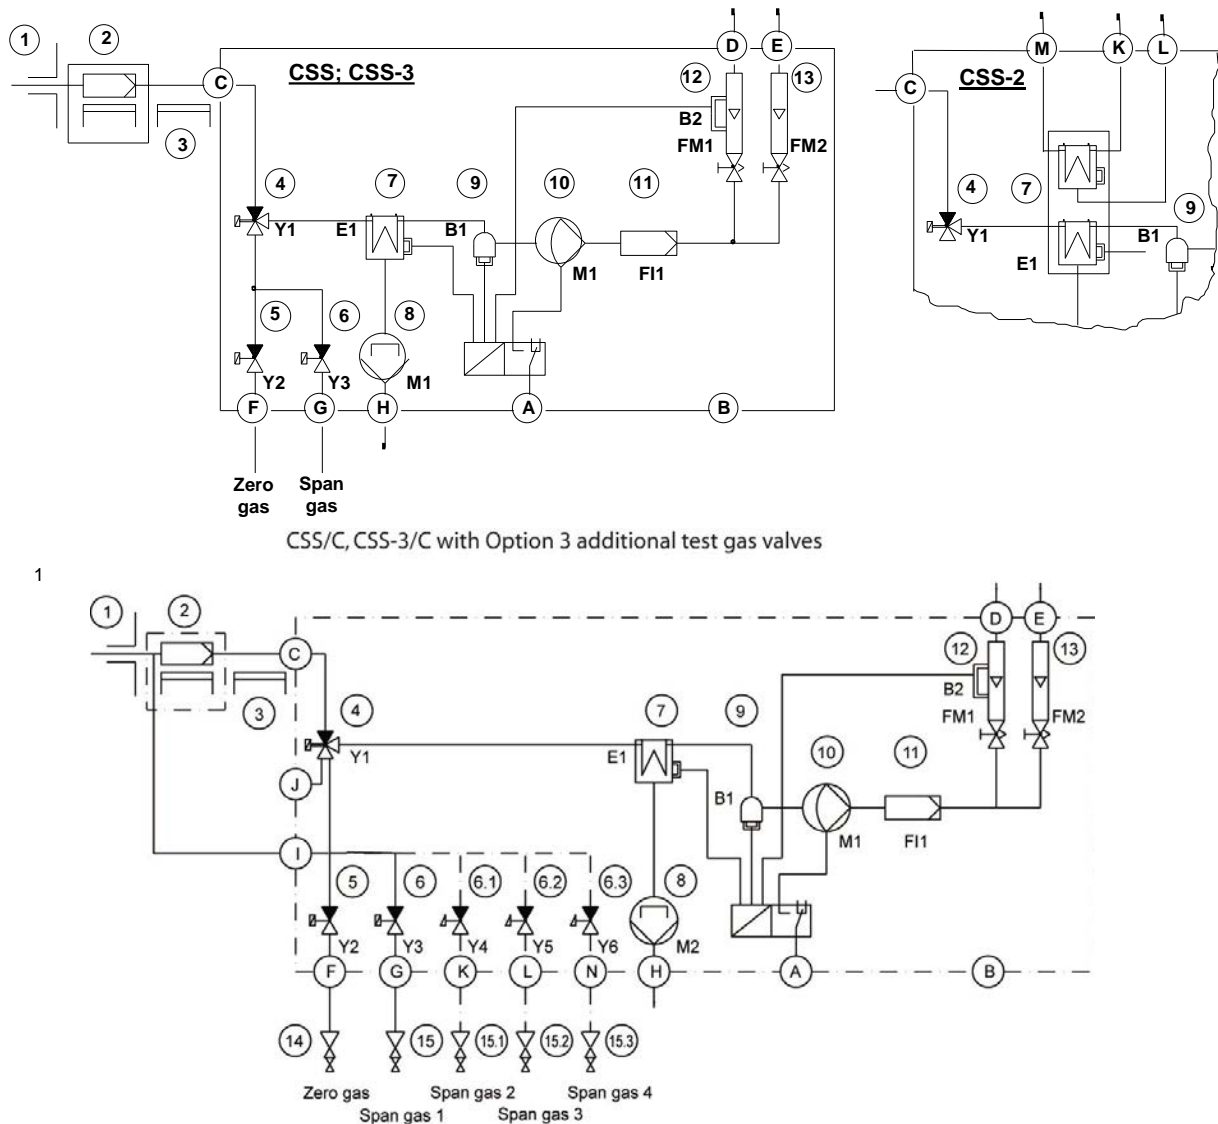 D E M K L
1 2 C CSS; CSS-3 12 13 CSS-2
C
B2
3 FM1 FM2
4 7 9 10 11 4 7 9
Y1 E1 B1 Y1 B1
M1 FI1 E1
5 6 8
Y2 Y3 M1
F G H A B
Zero gas
Span gas
CSS/C, CSS-3/C with Option 3 additional test gas valves
1
D E
1 2
C 12 13
B2
3 4 7 9 FM1 FM2
Y1 E1 10 11
J B1
M1 FI1
I
5 6 6.1 6.2 6.3 8
Y2 Y3 Y4 Y5 Y6 M2
F G K L N H A B
14 15 15.1 15.2 15.3
Zero gas Span gas 2 Span gas 4
Span gas 1 Span gas 3